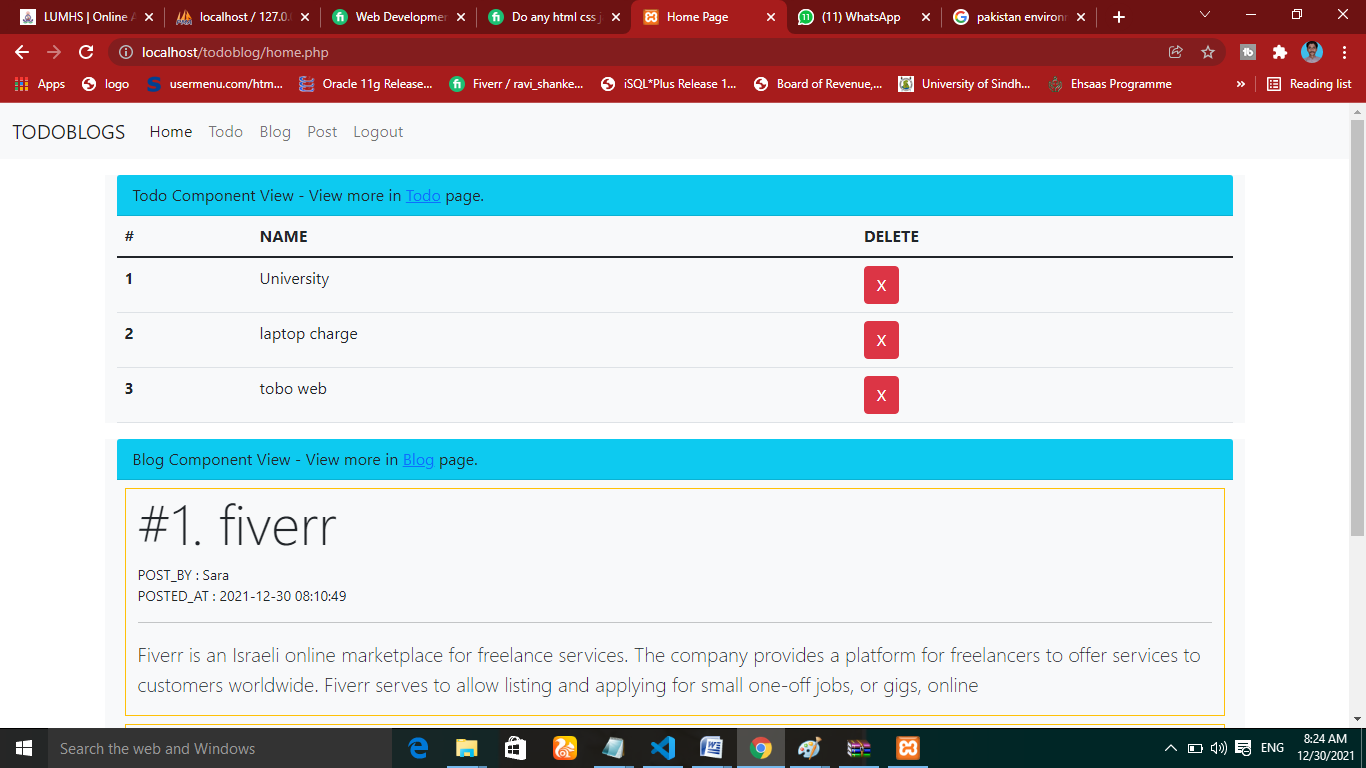 LUMHS | Online A
localhost / 127.0.
Web Developmer
Do any html css j
Home Page
(11) WhatsApp
pakistan environm
localhost/todoblog/home.php
Apps
logo
usermenu.com/htm...
Oracle 11g Release...
Fiverr / ravi_shanke...
iSQL*Plus Release 1...
Board of Revenue,...
University of Sindh...
Ehsaas Programme
»
Reading list
TODOBLOGS Home Todo Blog Post Logout
Todo Component View - View more in Todo page.
# NAME DELETE
1 University X
2 laptop charge X
3 tobo web X
Blog Component View - View more in Blog page.
#1. fiverr
POST_BY : Sara
POSTED_AT : 2021-12-30 08:10:49
Fiverr is an Israeli online marketplace for freelance services. The company provides a platform for freelancers to offer services to
customers worldwide. Fiverr serves to allow listing and applying for small one-off jobs, or gigs, online
Search the web and Windows
ENG
8:24 AM
12/30/2021